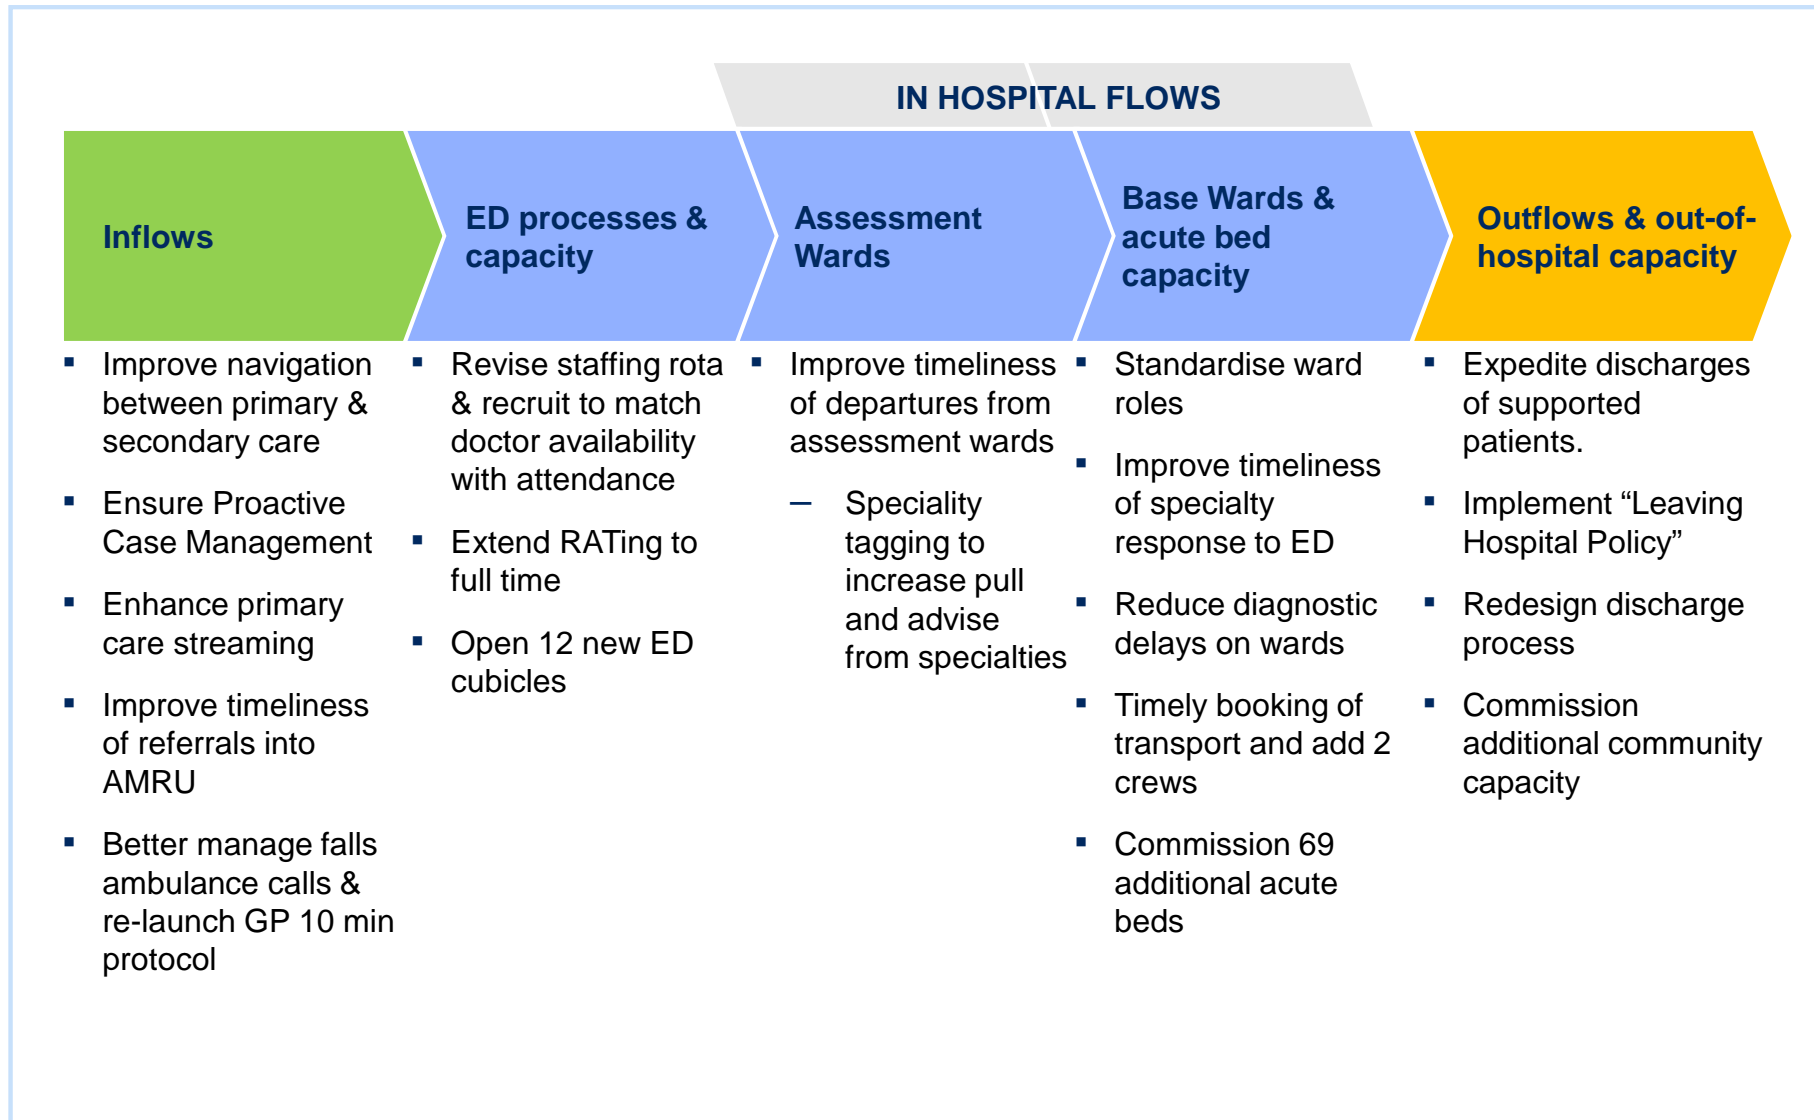 IN HOSPITAL FLOWS
Inflows
ED processes &
capacity
Assessment
Wards
Base Wards &
acute bed
capacity
Outflows & out-of-
hospital capacity
▪ Improve navigation
between primary &
secondary care
▪ Ensure Proactive
Case Management
▪ Enhance primary
care streaming
▪ Improve timeliness
of referrals into
AMRU
▪ Better manage falls
ambulance calls &
re-launch GP 10 min
protocol
▪ Revise staffing rota
& recruit to match
doctor availability
with attendance
▪ Extend RATing to
full time
▪ Open 12 new ED
cubicles
▪ Improve timeliness
of departures from
assessment wards
– Speciality
tagging to
increase pull
and advise
from specialties
▪ Standardise ward
roles
▪ Improve timeliness
of specialty
response to ED
▪ Reduce diagnostic
delays on wards
▪ Timely booking of
transport and add 2
crews
▪ Commission 69
additional acute
beds
▪ Expedite discharges
of supported
patients.
▪ Implement “Leaving
Hospital Policy”
▪ Redesign discharge
process
▪ Commission
additional community
capacity